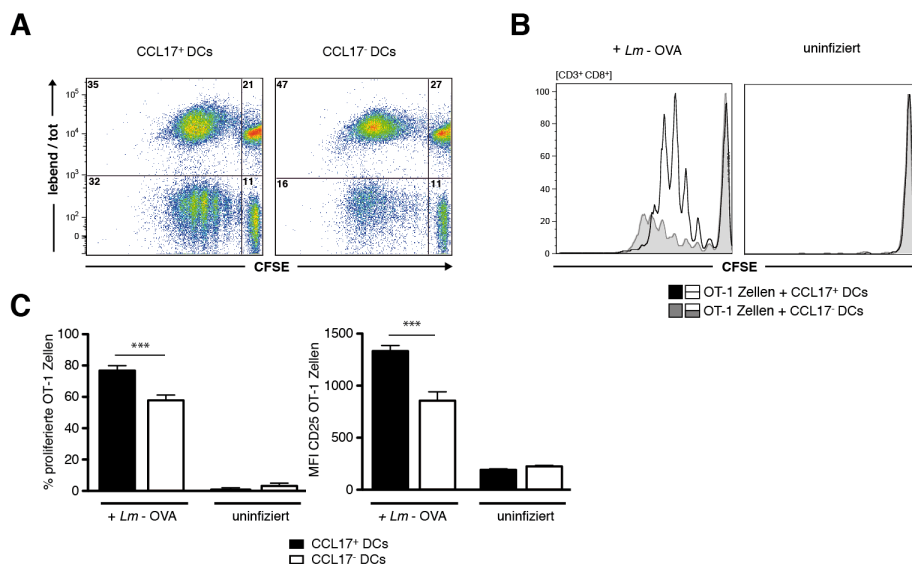 A
CCL17+ DCs
CCL17- DCs
lebend / tot
10⁵
10⁴
10³
10²
0
35
21
32
11
47
27
16
11
CFSE
B
+ Lm - OVA
uninfiziert
[CD3+ CD8+]
100
80
60
40
20
0
CFSE
OT-1 Zellen + CCL17+ DCs
OT-1 Zellen + CCL17- DCs
C
% proliferierte OT-1 Zellen
100
80
60
40
20
0
***
+ Lm - OVA
uninfiziert
MFI CD25 OT-1 Zellen
1500
1000
500
0
***
+ Lm - OVA
uninfiziert
CCL17+ DCs
CCL17- DCs